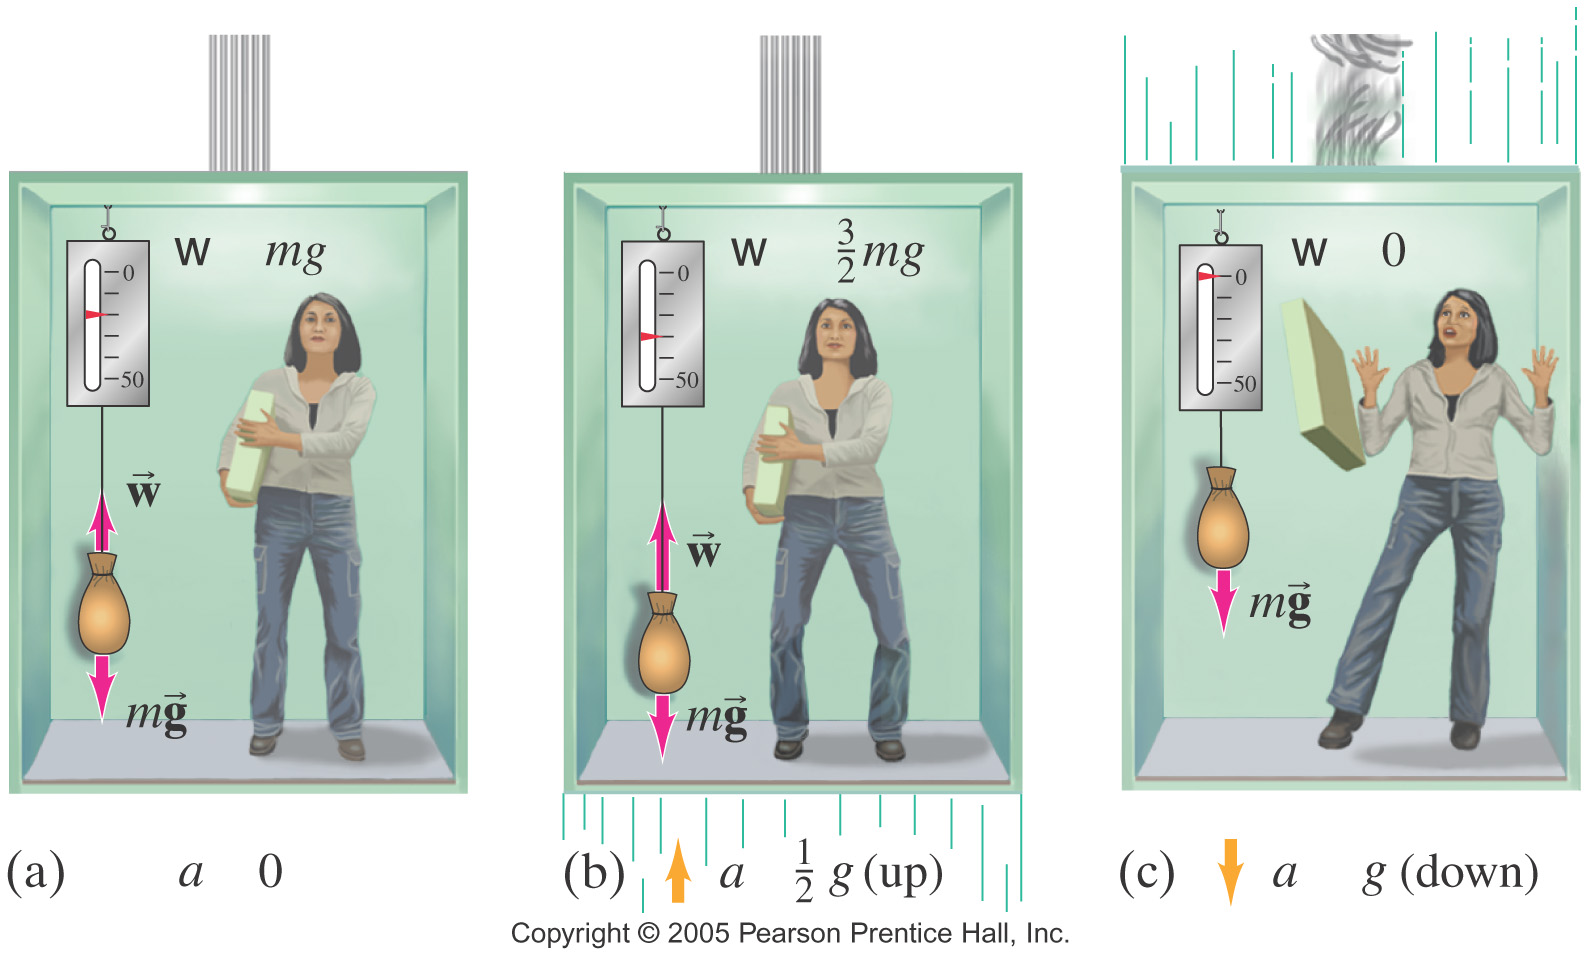 w mg
0
50
w⃗
mg⃗
(a) a 0
w 3/2 mg
0
50
w⃗
mg⃗
(b) a 1/2 g (up)
w 0
0
50
mg⃗
(c) a g (down)
Copyright © 2005 Pearson Prentice Hall, Inc.